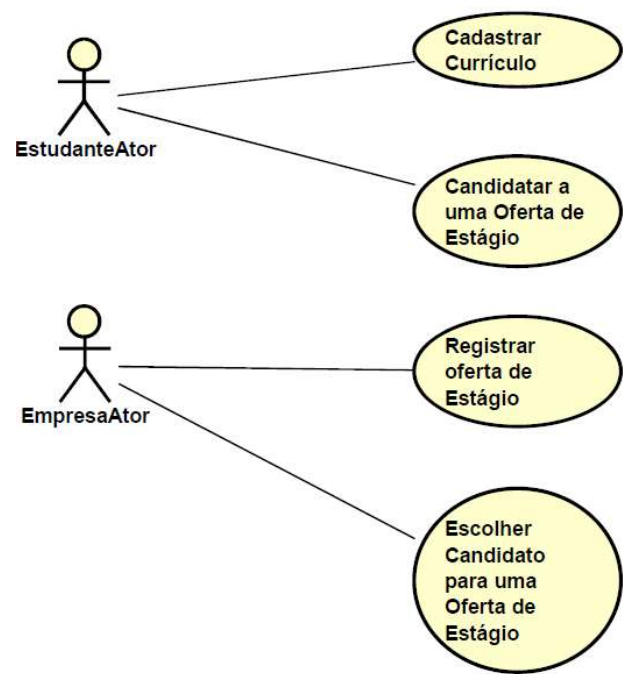 Cadastrar
Currículo
EstudanteAtor
Candidatar a
uma Oferta de
Estágio
Registrar
oferta de
Estágio
EmpresaAtor
Escolher
Candidato
para uma
Oferta de
Estágio